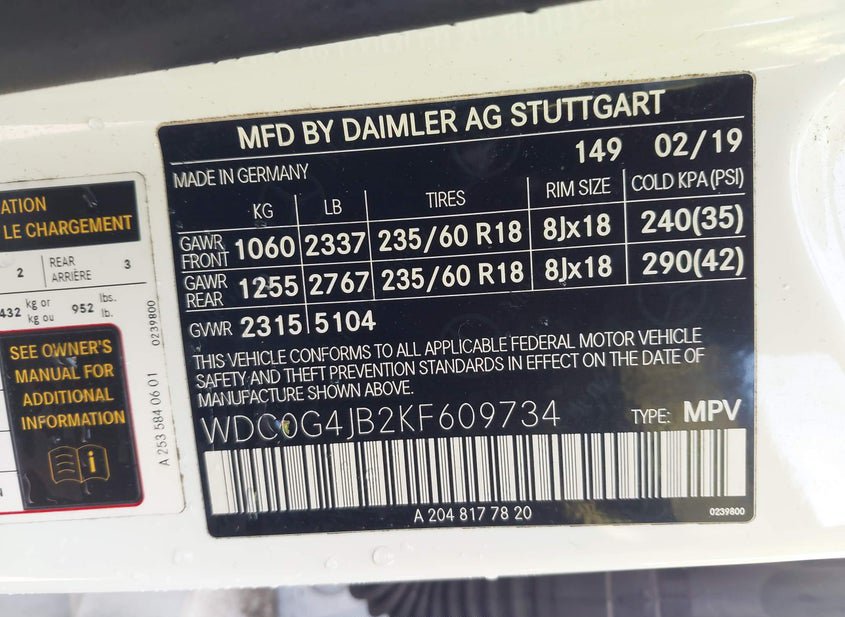 MFD BY DAIMLER AG STUTTGART
149 02/19
MADE IN GERMANY
KG LB TIRES RIM SIZE COLD KPA (PSI)
GAWR FRONT 1060 2337 235/60 R18 8Jx18 240(35)
GAWR REAR 1255 2767 235/60 R18 8Jx18 290(42)
GVWR 2315 5104
THIS VEHICLE CONFORMS TO ALL APPLICABLE FEDERAL MOTOR VEHICLE
SAFETY AND THEFT PREVENTION STANDARDS IN EFFECT ON THE DATE OF
MANUFACTURE SHOWN ABOVE.
WDC0G4JB2KF609734 TYPE: MPV
A 204 817 78 20
0239800
LE CHARGEMENT
2 REAR ARRIÈRE 3
432 kg or kg ou 952 lbs. lb.
SEE OWNER'S
MANUAL FOR
ADDITIONAL
INFORMATION
i
A 253 584 06 01 0239800